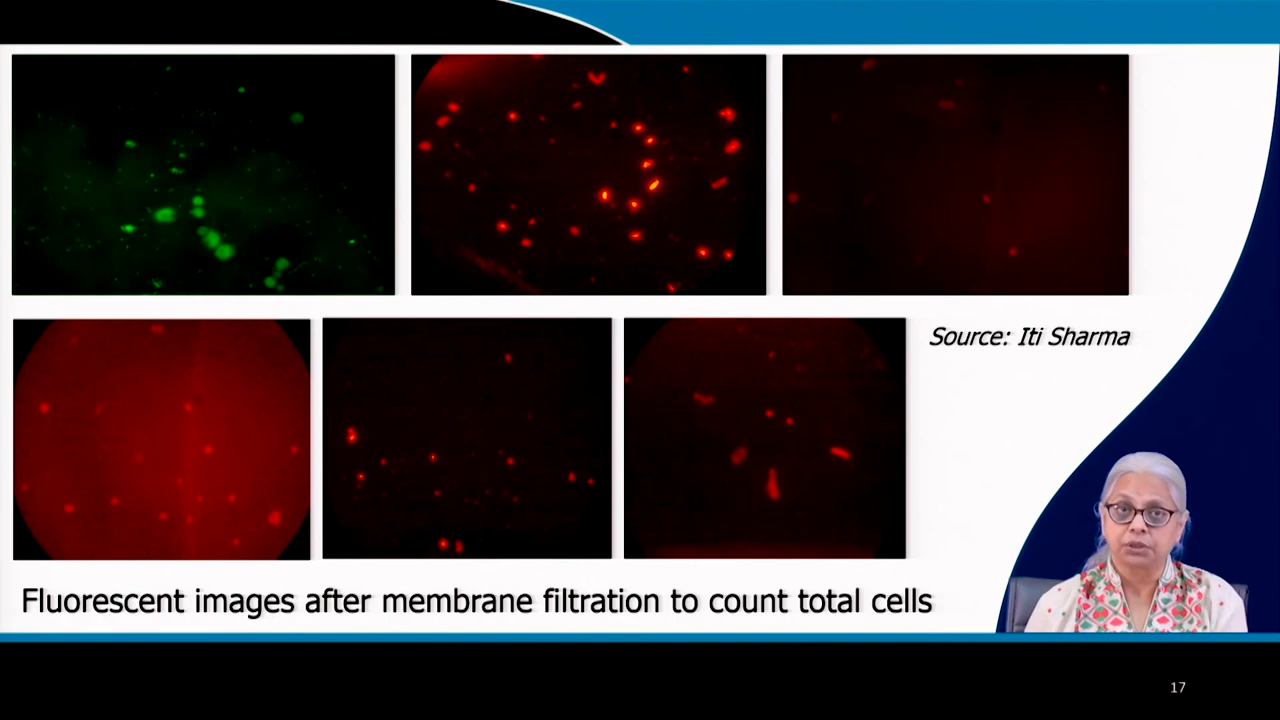 Source: Iti Sharma
Fluorescent images after membrane filtration to count total cells
17